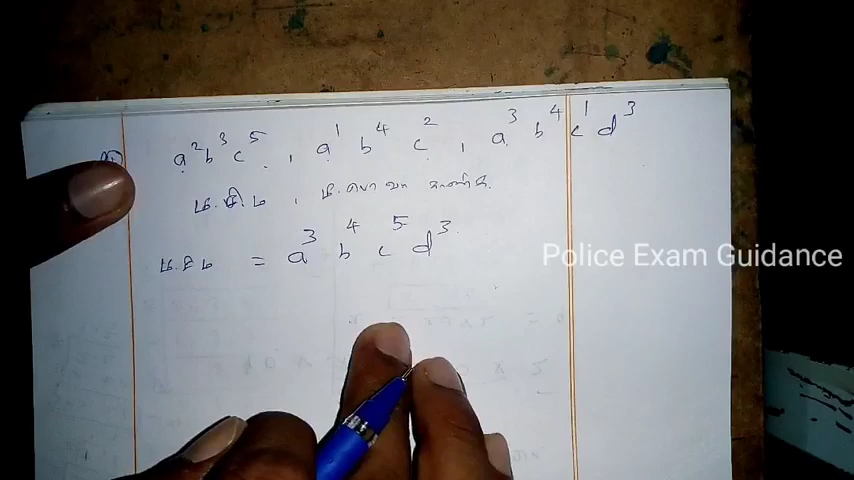 a²b³c⁵, a¹b⁴c², a³b⁴c¹d³
மீ.சி.ம, மீ.பொ.வ காண்க.
மீ.சி.ம = a³b⁴c⁵d³.
Police Exam Guidance